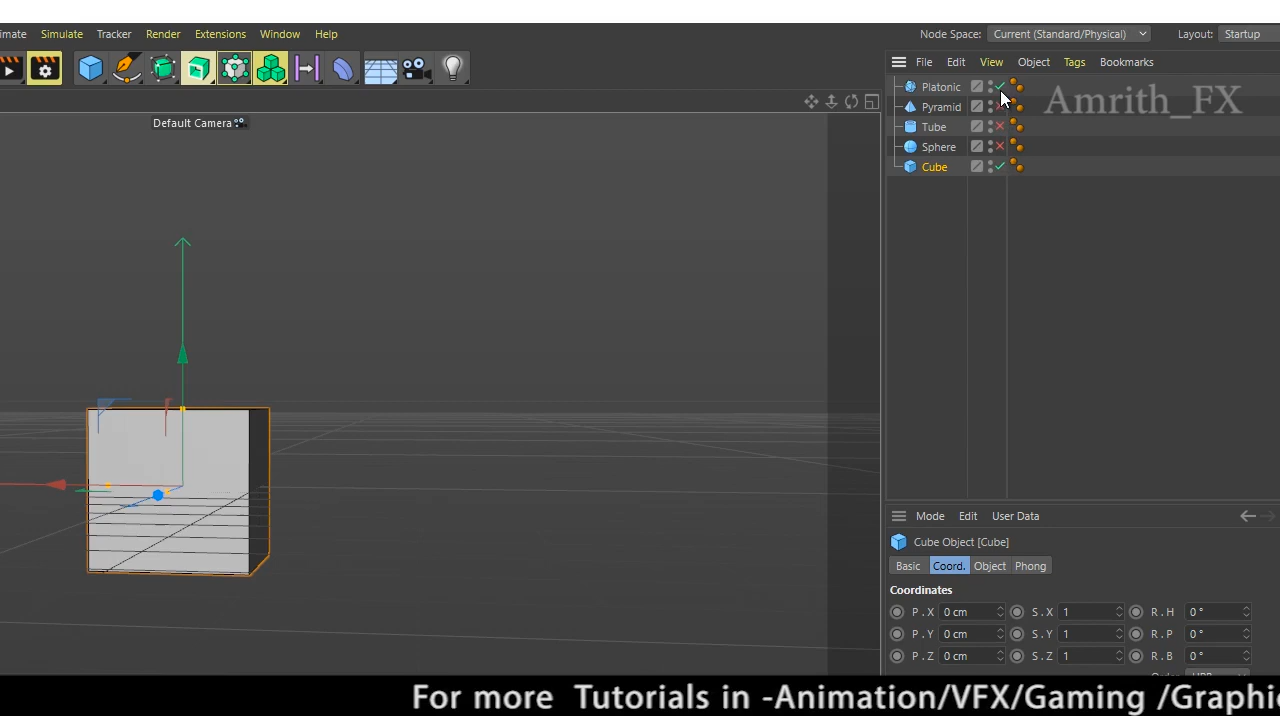 imate Simulate Tracker Render Extensions Window Help Node Space: Current (Standard/Physical) Layout: Startup
File Edit View Object Tags Bookmarks
Platonic
Amrith_FX
Pyramid
Default Camera
Tube
Sphere
Cube
Mode Edit User Data
Cube Object [Cube]
Basic Coord. Object Phong
Coordinates
P.X 0 cm S.X 1 R.H 0°
P.Y 0 cm S.Y 1 R.P 0°
P.Z 0 cm S.Z 1 R.B 0°
For more Tutorials in -Animation/VFX/Gaming /Graphi